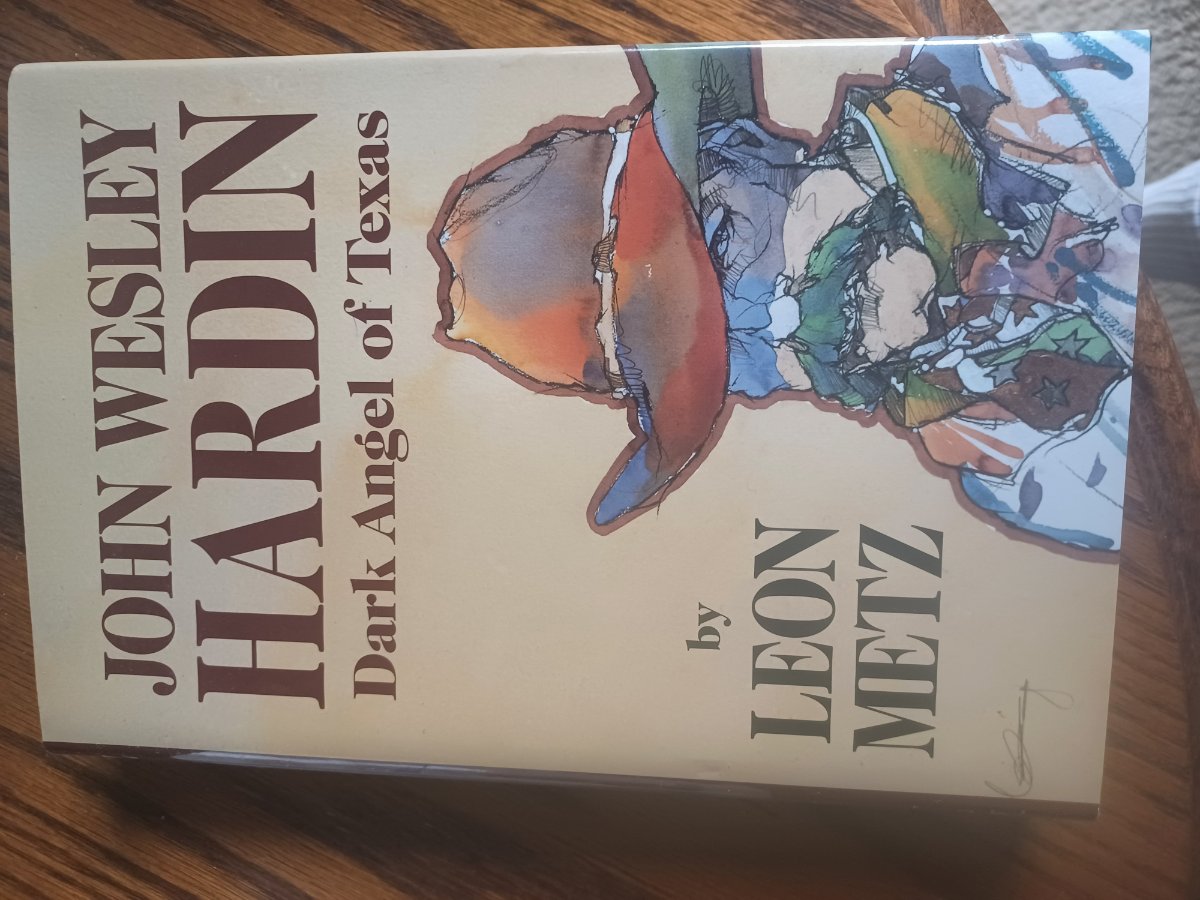 JOHN WESLEY
HARDIN
Dark Angel of Texas
by
LEON
METZ